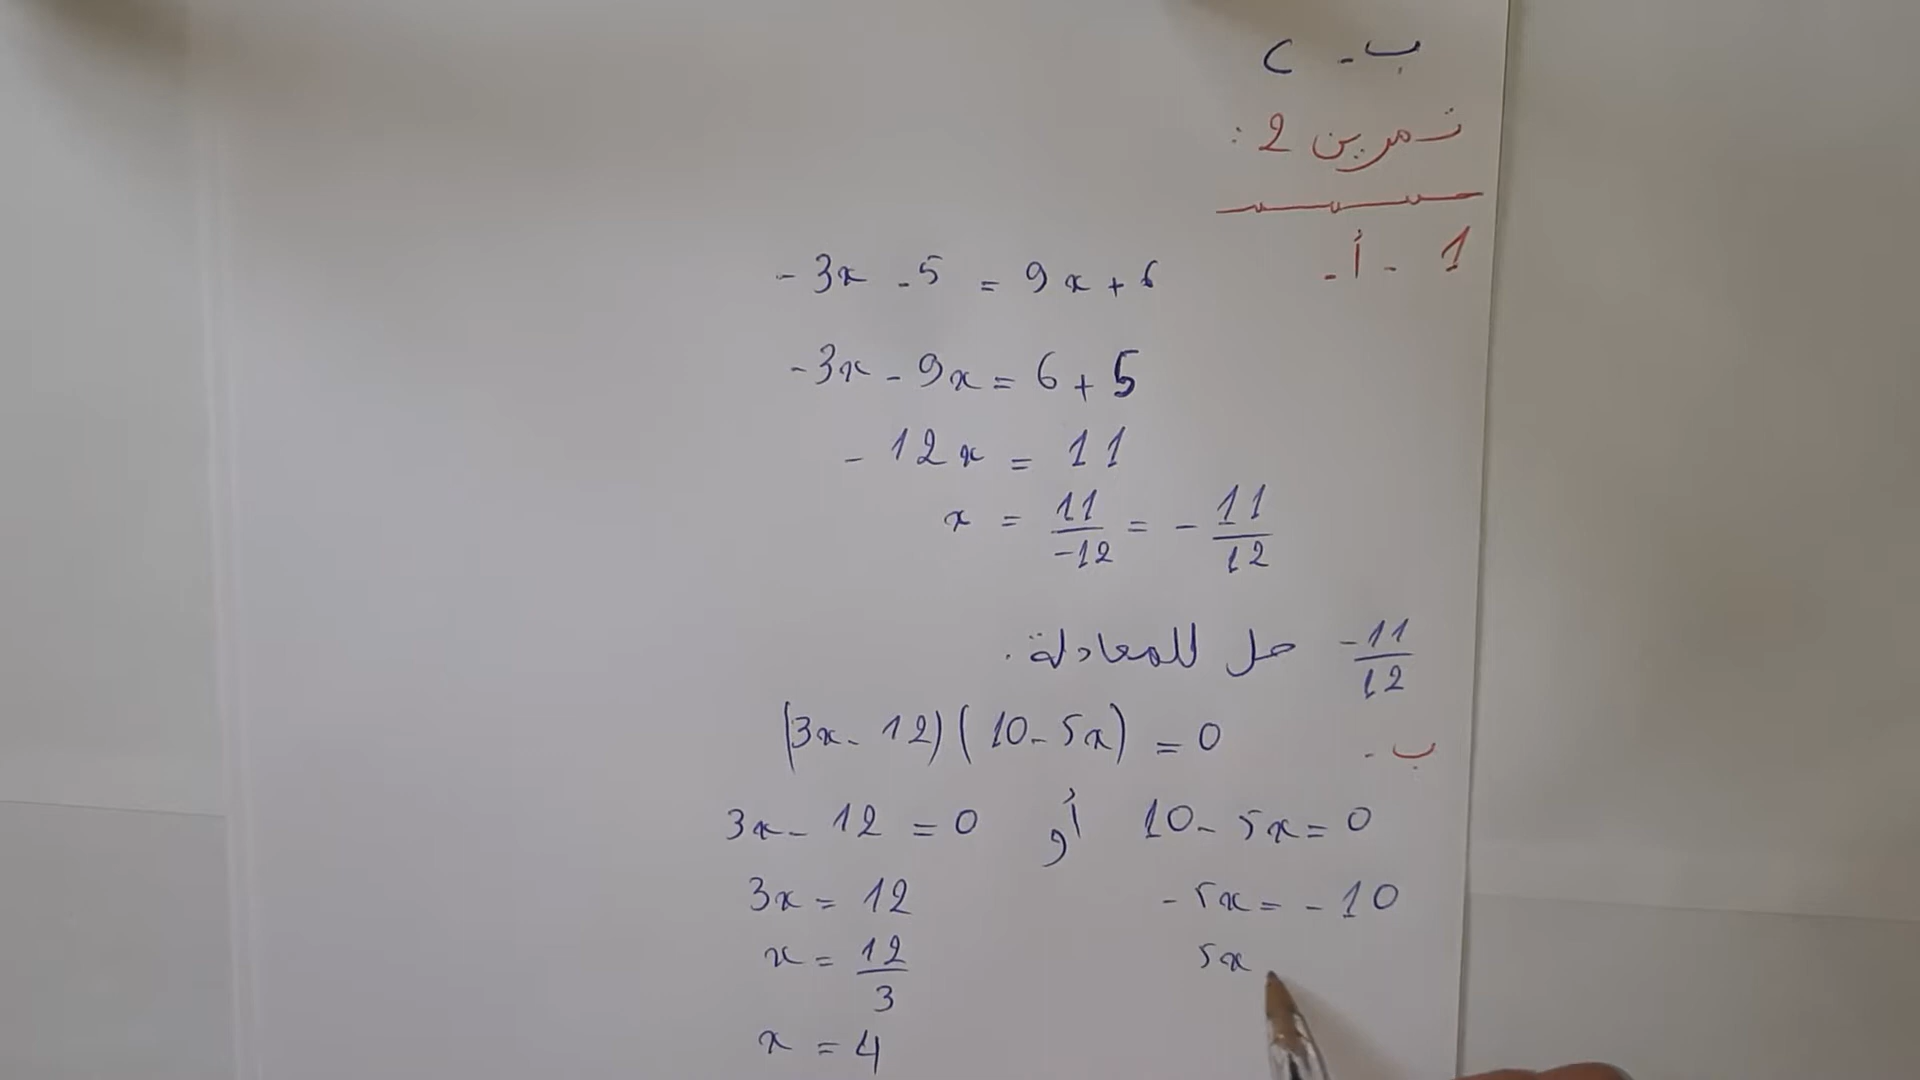 ب - C
تمرين 2 :
1 - أ -
- 3x - 5 = 9x + 6
- 3x - 9x = 6 + 5
- 12x = 11
x = 11/-12 = - 11/12
-11/12 حل للمعادلة .
ب - (3x - 12)(10 - 5x) = 0
3x - 12 = 0 أو 10 - 5x = 0
3x = 12 - 5x = - 10
x = 12/3 5x
x = 4